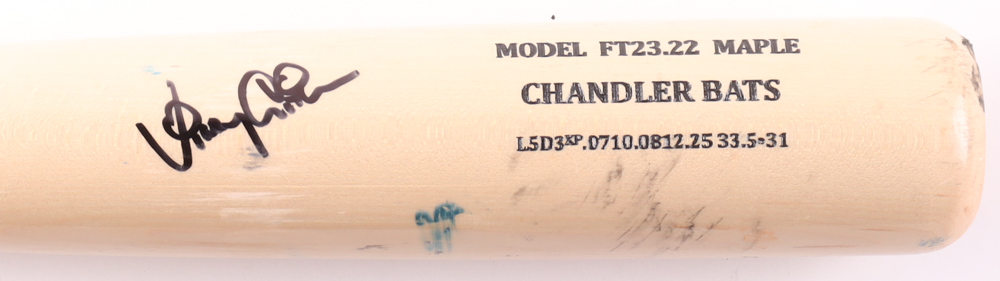 MODEL FT23.22 MAPLE
CHANDLER BATS
L5D3XP.0710.0812.25 33.5-31